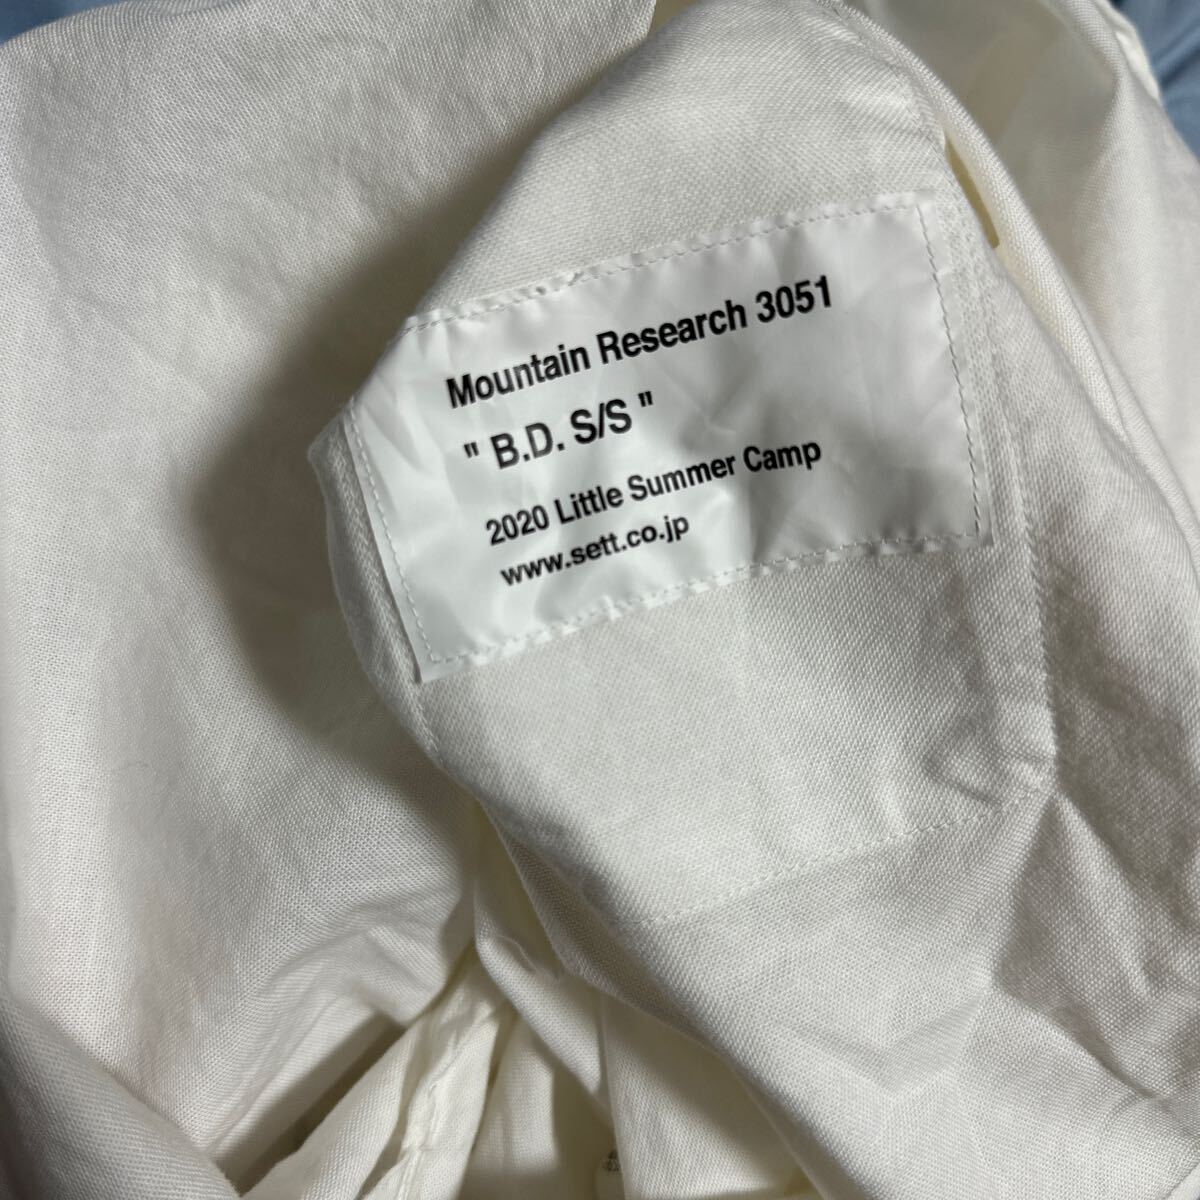 Mountain Research 3051
" B.D. S/S "
2020 Little Summer Camp
www.sett.co.jp